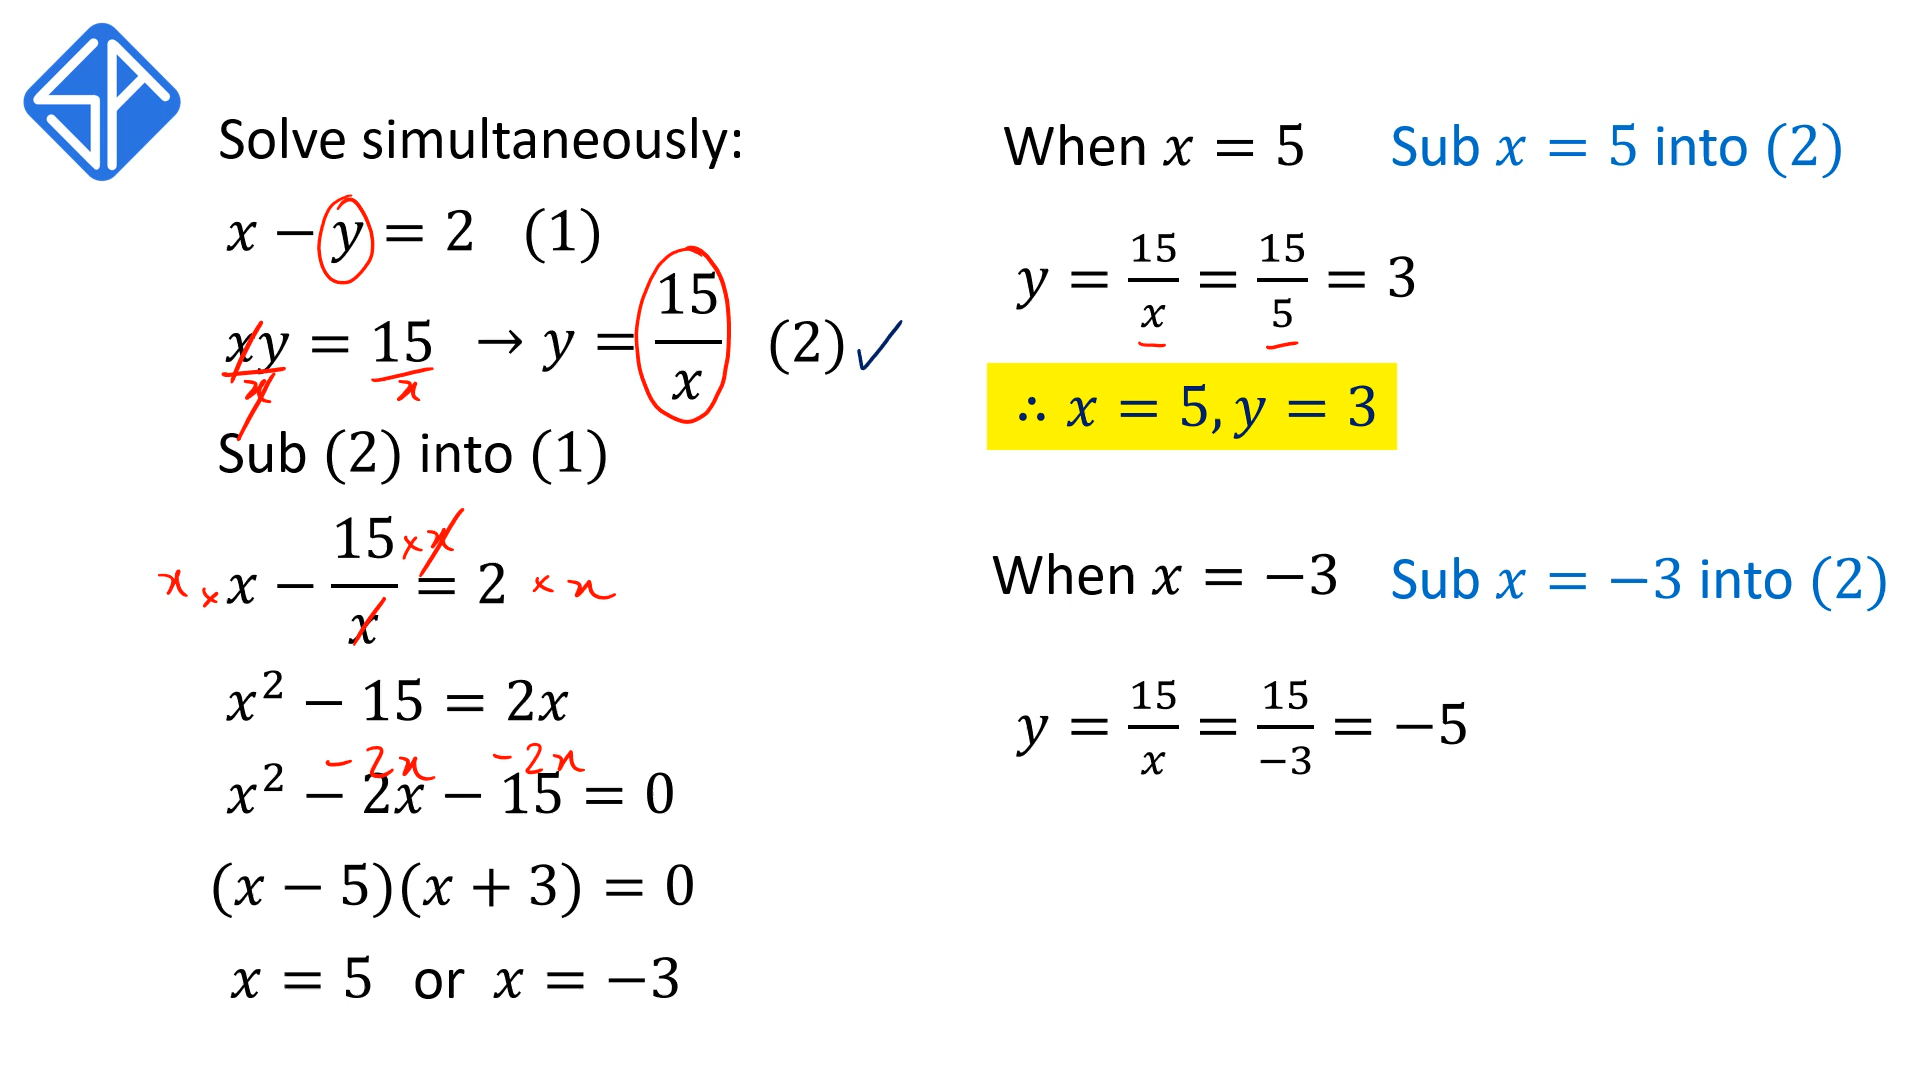 Solve simultaneously:
x − y = 2 (1)
xy = 15 → y = 15/x (2) ✓
x x
Sub (2) into (1)
x × x − 15/x × x = 2 × x
x² − 15 = 2x
−2x −2x
x² − 2x − 15 = 0
(x − 5)(x + 3) = 0
x = 5 or x = −3
When x = 5 Sub x = 5 into (2)
y = 15/x = 15/5 = 3
∴ x = 5, y = 3
When x = −3 Sub x = −3 into (2)
y = 15/x = 15/−3 = −5